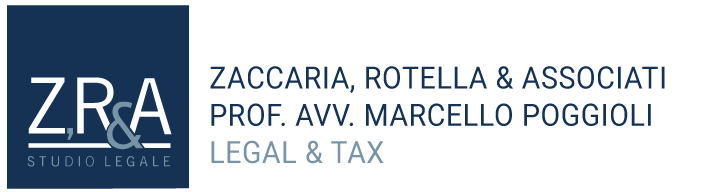 Z,R&A
STUDIO LEGALE
ZACCARIA, ROTELLA & ASSOCIATI
PROF. AVV. MARCELLO POGGIOLI
LEGAL & TAX